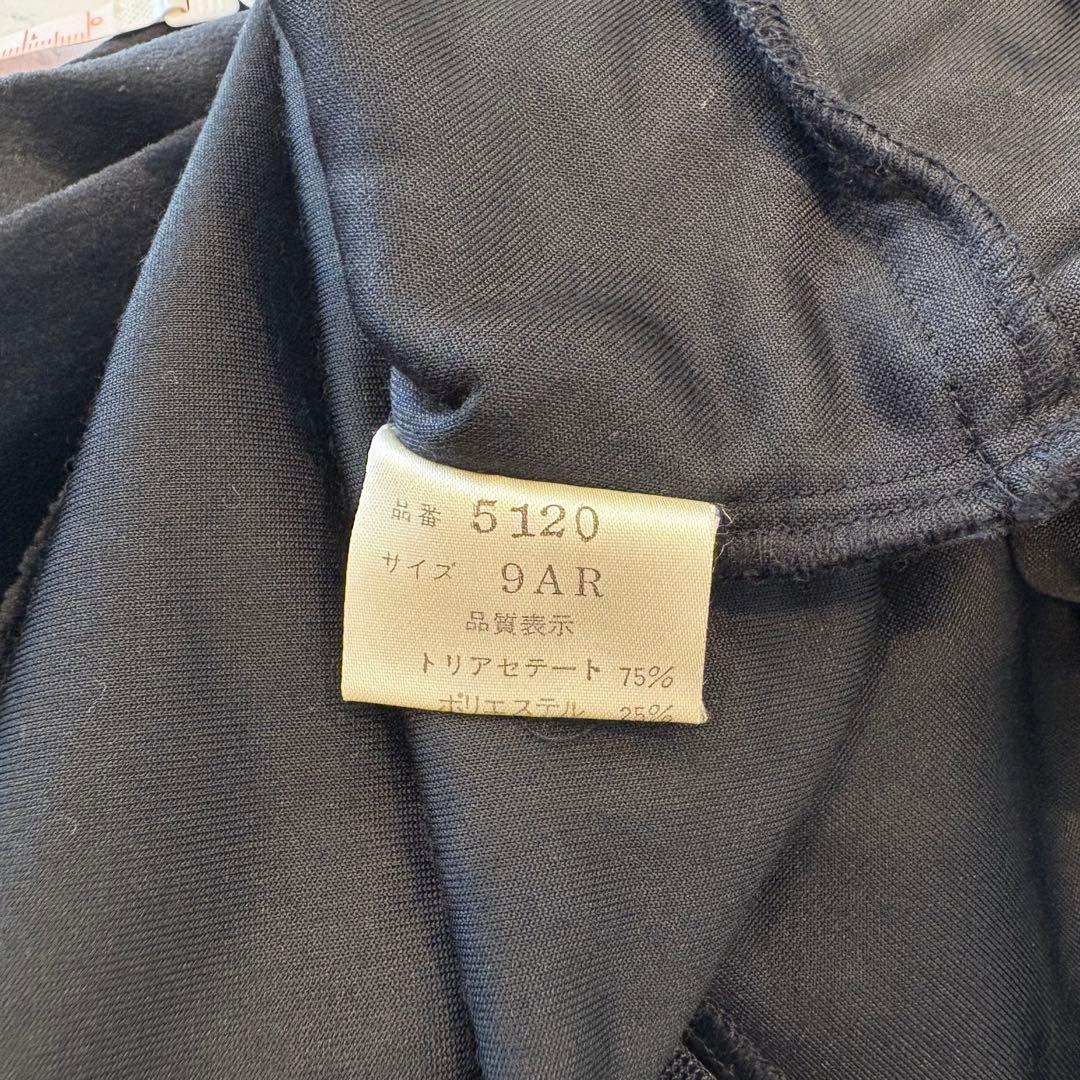 品番 5120
サイズ 9AR
品質表示
トリアセテート 75%
ポリエステル 25%